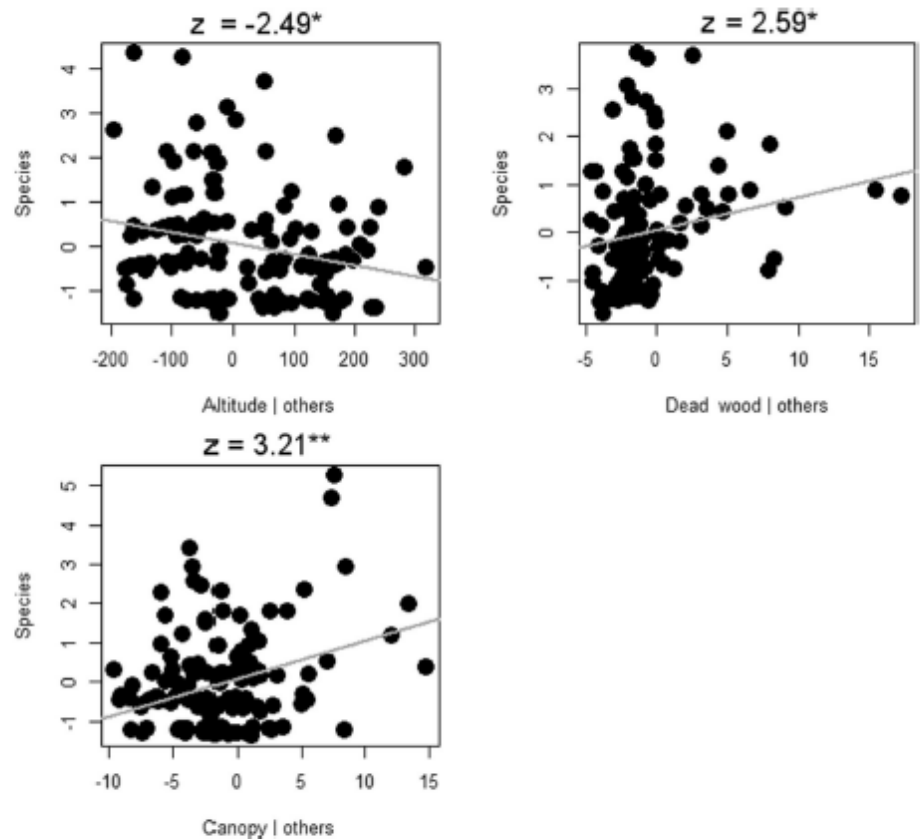 z = -2.49*
Species
4
3
2
1
0
-1
-200 -100 0 100 200 300
Altitude | others
z = 2.59*
Species
3
2
1
0
-1
-5 0 5 10 15
Dead wood | others
z = 3.21**
Species
5
4
3
2
1
0
-1
-10 -5 0 5 10 15
Canopy | others